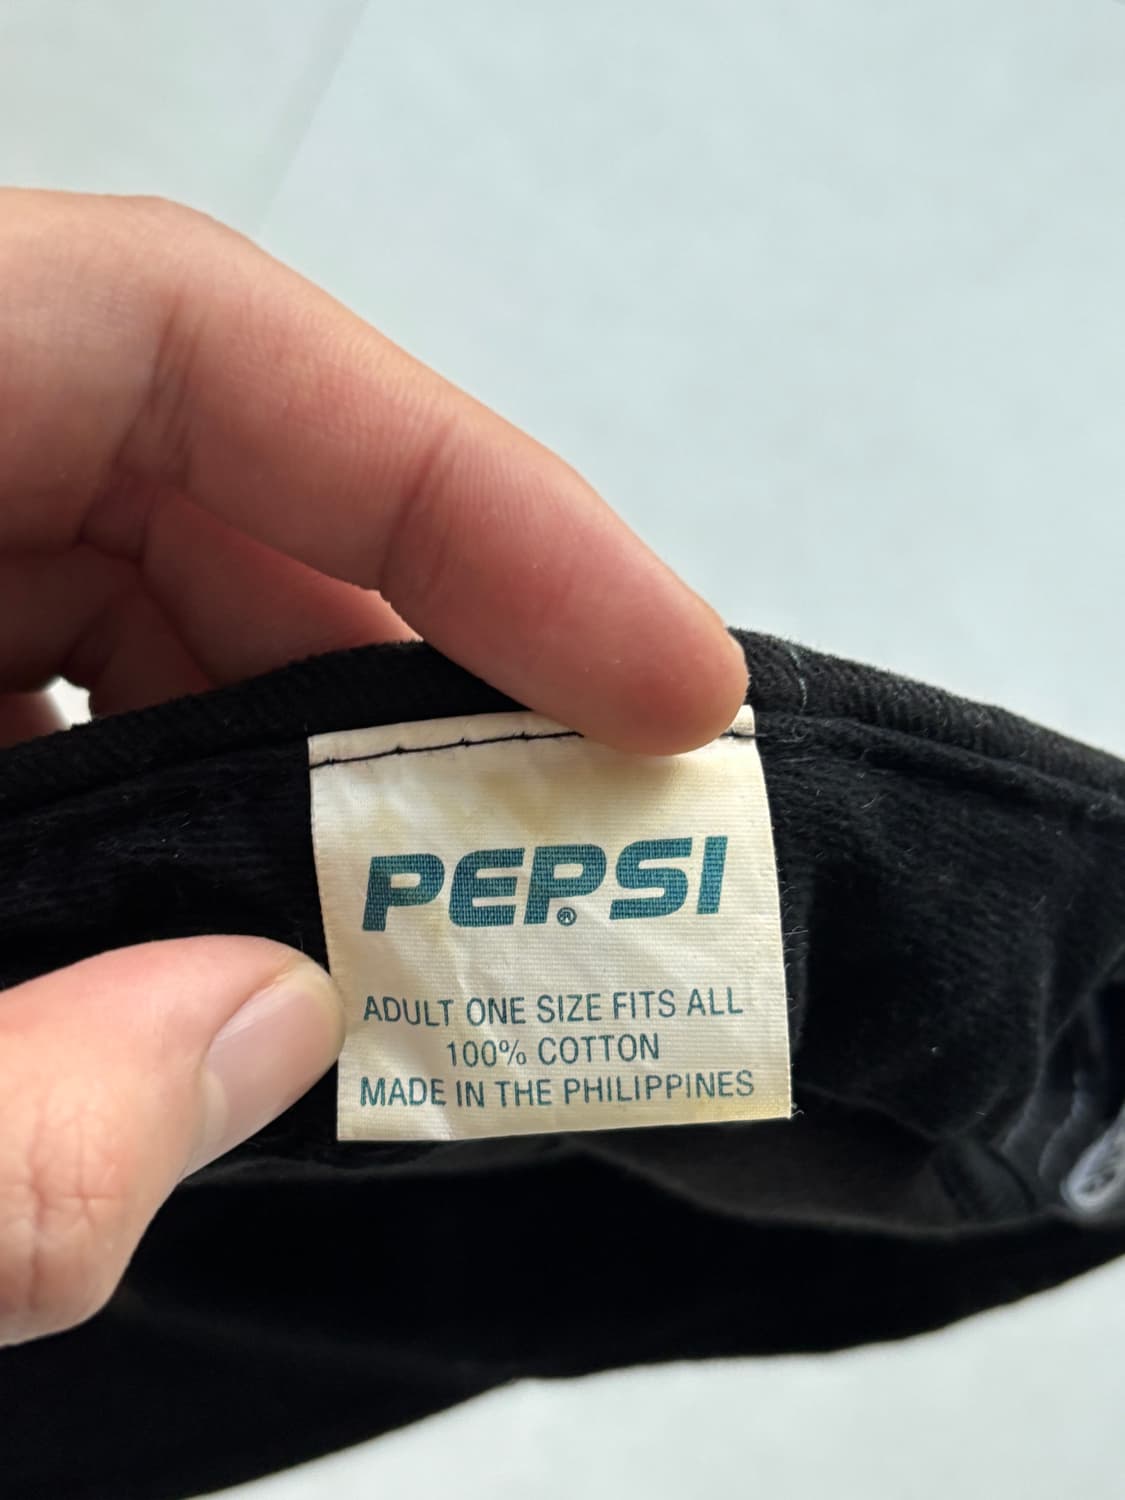 PEPSI®
ADULT ONE SIZE FITS ALL
100% COTTON
MADE IN THE PHILIPPINES